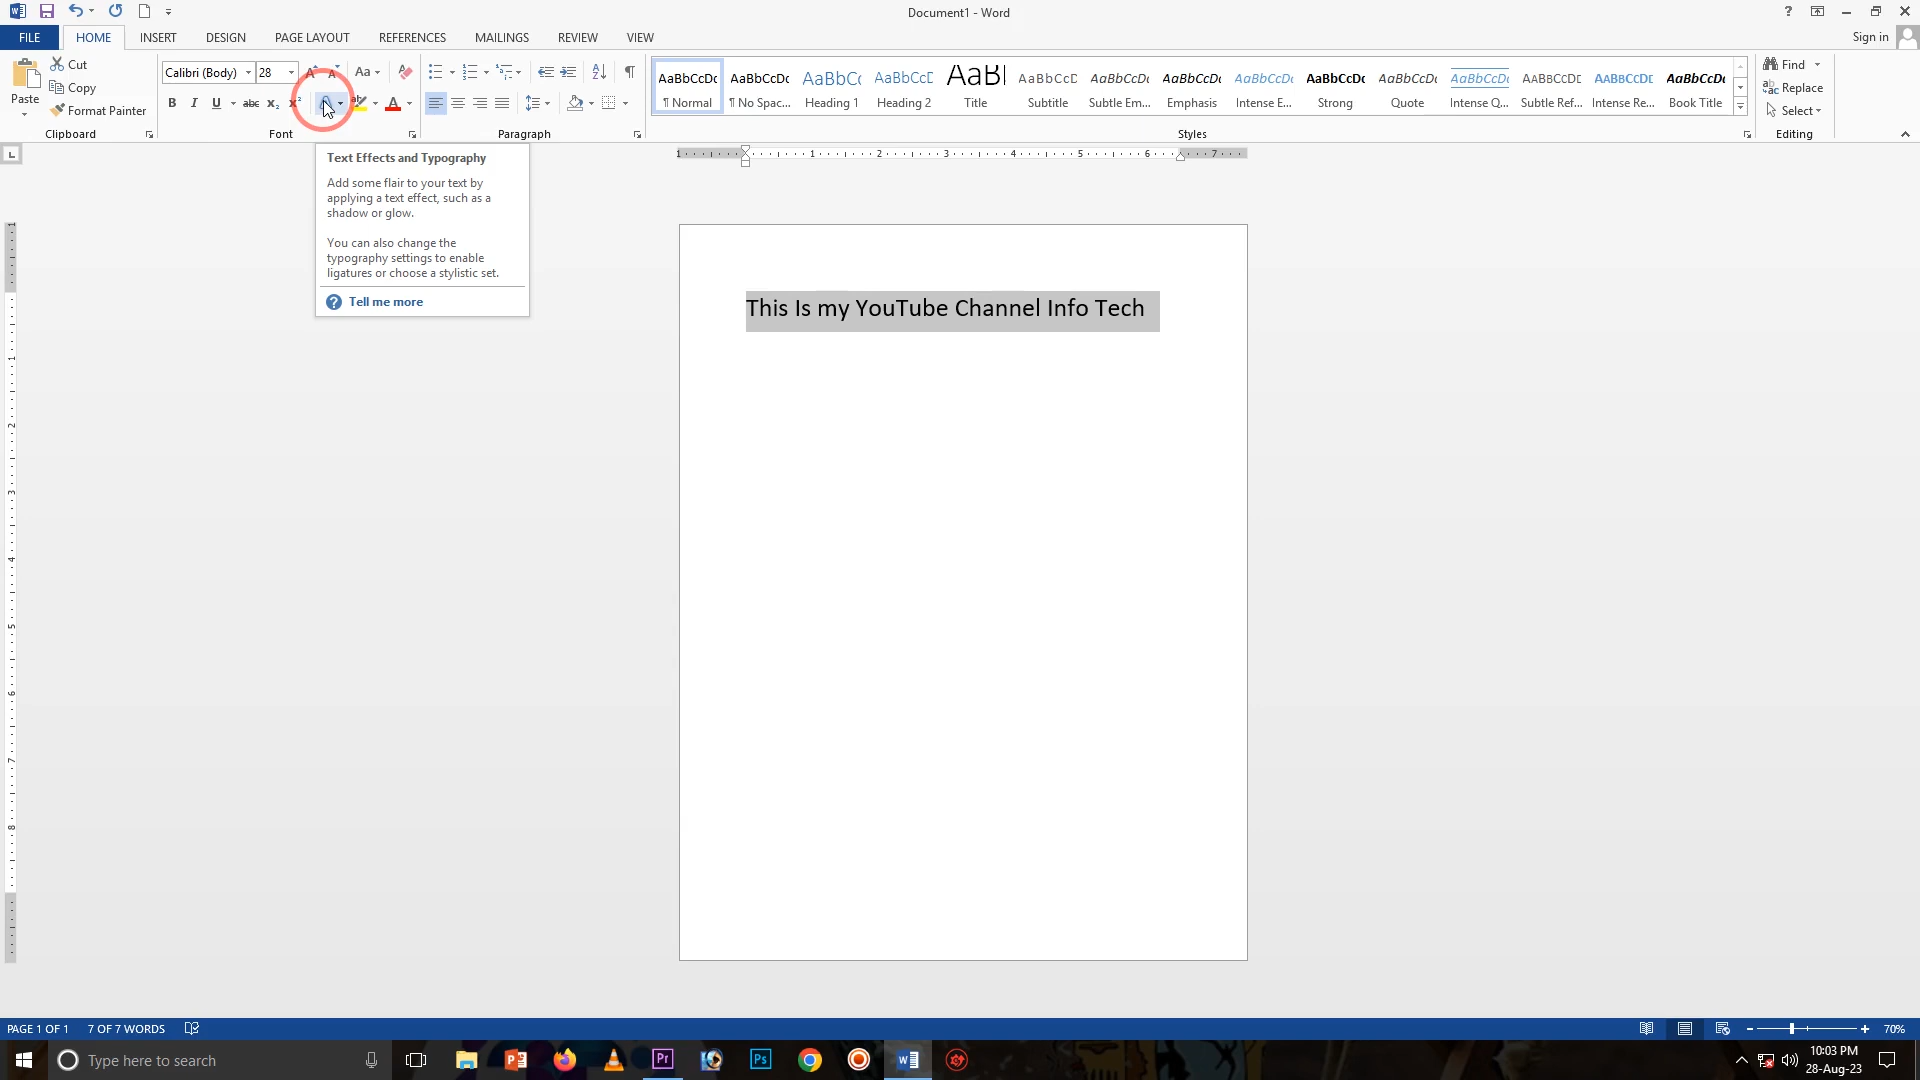 Document1 - Word
FILE HOME INSERT DESIGN PAGE LAYOUT REFERENCES MAILINGS REVIEW VIEW
Sign in
Paste
Cut
Copy
Format Painter
Clipboard
Calibri (Body) 28
Font
Paragraph
AaBbCcDc AaBbCcDc AaBbCc AaBbCcD AaBl AaBbCcD AaBbCcDc AaBbCcDc AaBbCcDc AaBbCcDc AaBbCcDc AaBbCcDc AABBCCDE AABBCCDE AaBbCcDc
¶ Normal ¶ No Spac... Heading 1 Heading 2 Title Subtitle Subtle Em... Emphasis Intense E... Strong Quote Intense Q... Subtle Ref... Intense Re... Book Title
Styles
Find
Replace
Select
Editing
Text Effects and Typography
Add some flair to your text by
applying a text effect, such as a
shadow or glow.
You can also change the
typography settings to enable
ligatures or choose a stylistic set.
Tell me more
This Is my YouTube Channel Info Tech
PAGE 1 OF 1 7 OF 7 WORDS
70%
Type here to search
10:03 PM
28-Aug-23